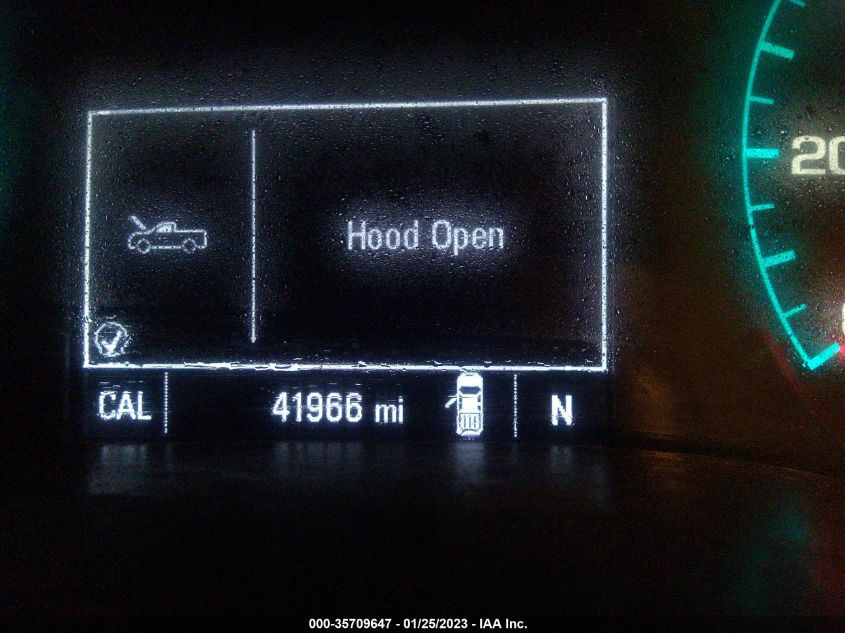 20
Hood Open
CAL 41966 mi N
000-35709647 - 01/25/2023 - IAA Inc.